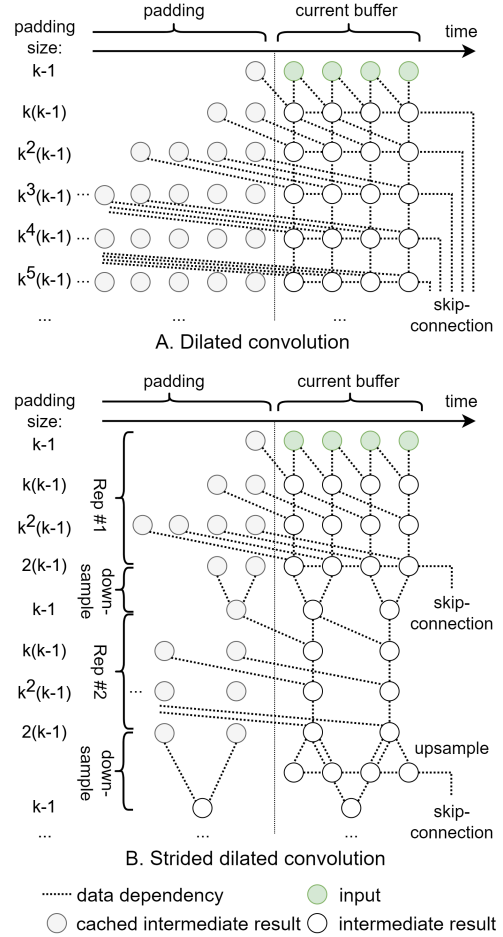 padding
current buffer
padding
size:
time
k-1
k(k-1)
k²(k-1)
k³(k-1) ...
k⁴(k-1) ...
k⁵(k-1) ...
skip-
connection
... ... ...
A. Dilated convolution
padding
current buffer
padding
size:
time
k-1
k(k-1)
k²(k-1)
Rep #1
2(k-1)
down-
sample
skip-
connection
k-1
k(k-1)
k²(k-1)
Rep #2
...
2(k-1)
down-
sample
upsample
k-1
skip-
connection
... ... ...
B. Strided dilated convolution
data dependency
input
cached intermediate result
intermediate result